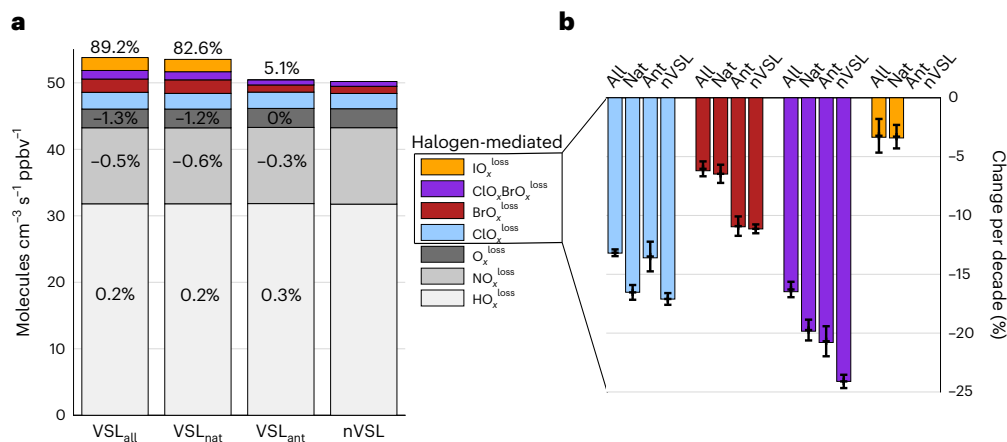 a
89.2%
82.6%
5.1%
50
40
30
20
10
0
Molecules cm⁻³ s⁻¹ ppbv⁻¹
−1.3%
−1.2%
0%
−0.5%
−0.6%
−0.3%
0.2%
0.2%
0.3%
VSL_all
VSL_nat
VSL_ant
nVSL
Halogen-mediated
IOₓ^loss
ClOₓBrOₓ^loss
BrOₓ^loss
ClOₓ^loss
Oₓ^loss
NOₓ^loss
HOₓ^loss
b
All
Nat
Ant
nVSL
All
Nat
Ant
nVSL
All
Nat
Ant
nVSL
All
Nat
Ant
nVSL
0
−5
−10
−15
−20
−25
Change per decade (%)